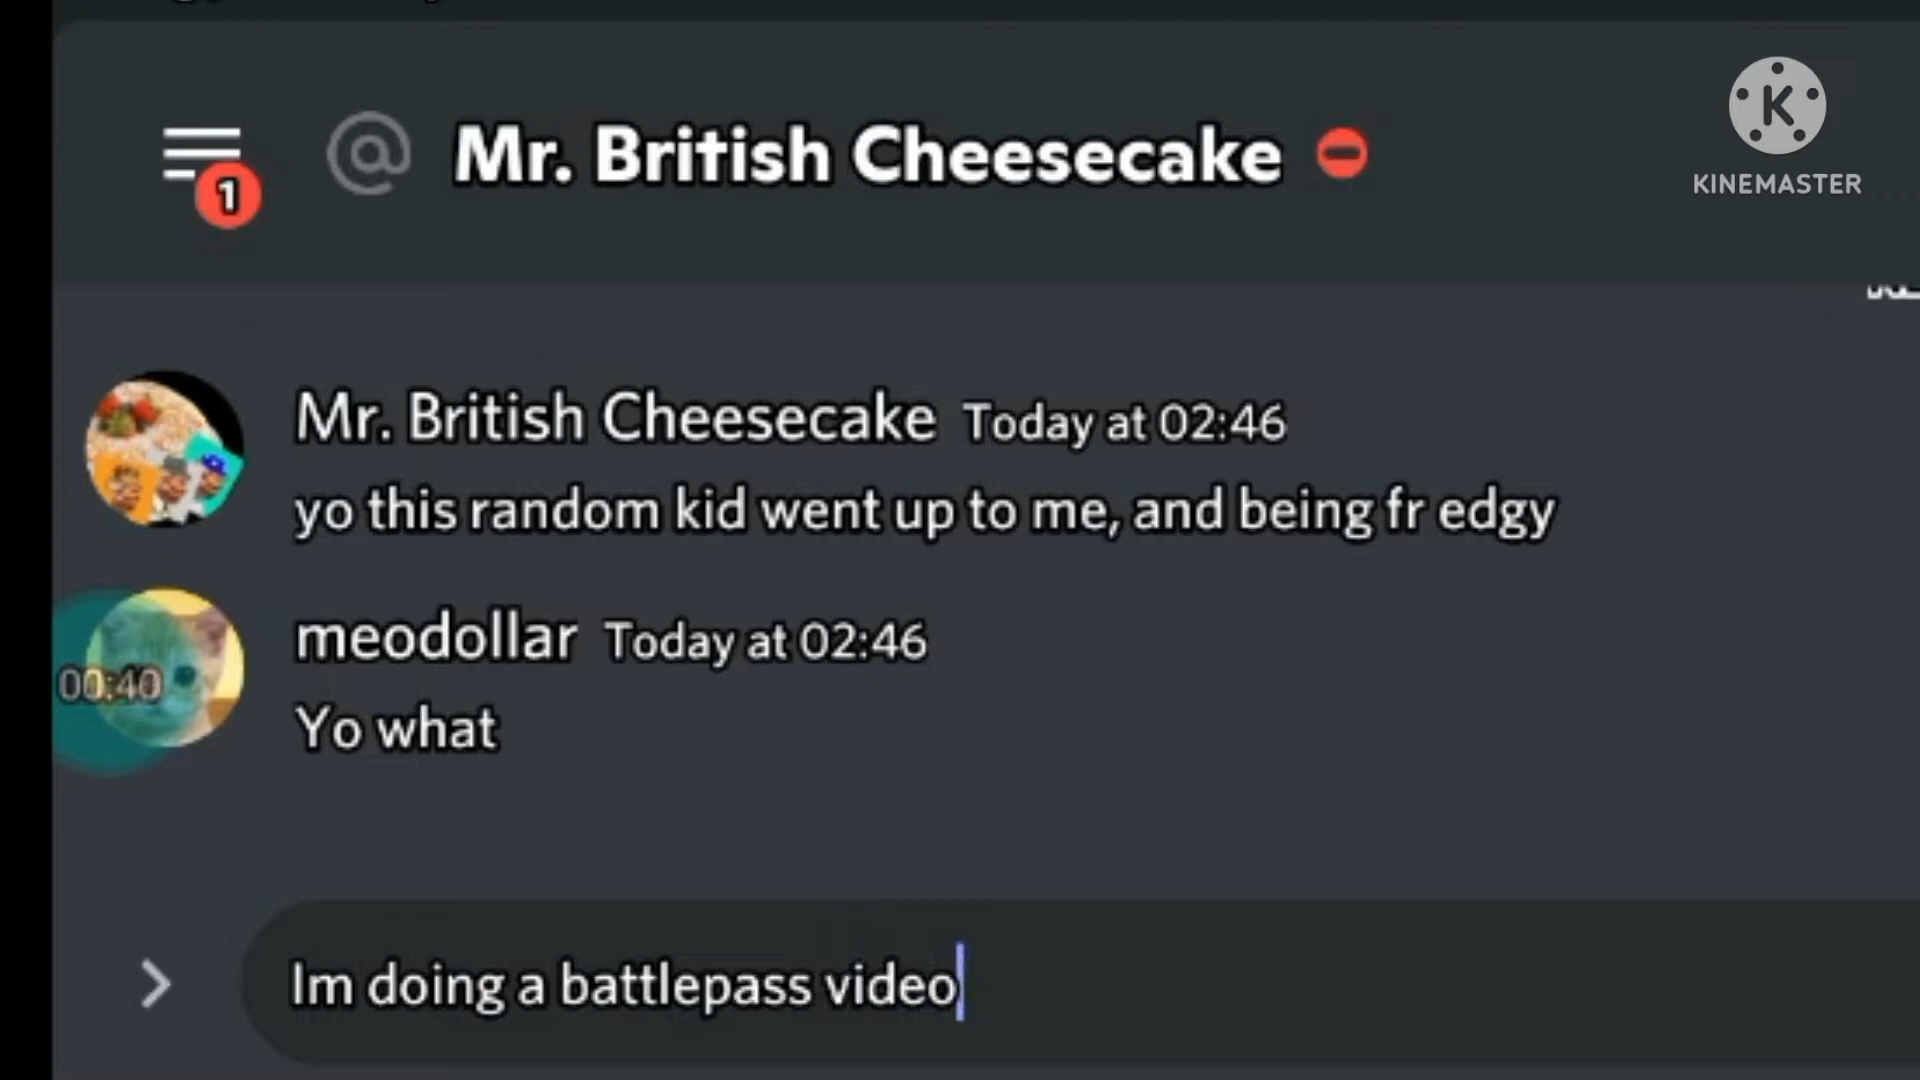 KINEMASTER
1
@ Mr. British Cheesecake
Mr. British Cheesecake Today at 02:46
yo this random kid went up to me, and being fr edgy
meodollar Today at 02:46
00:40
Yo what
Im doing a battlepass video